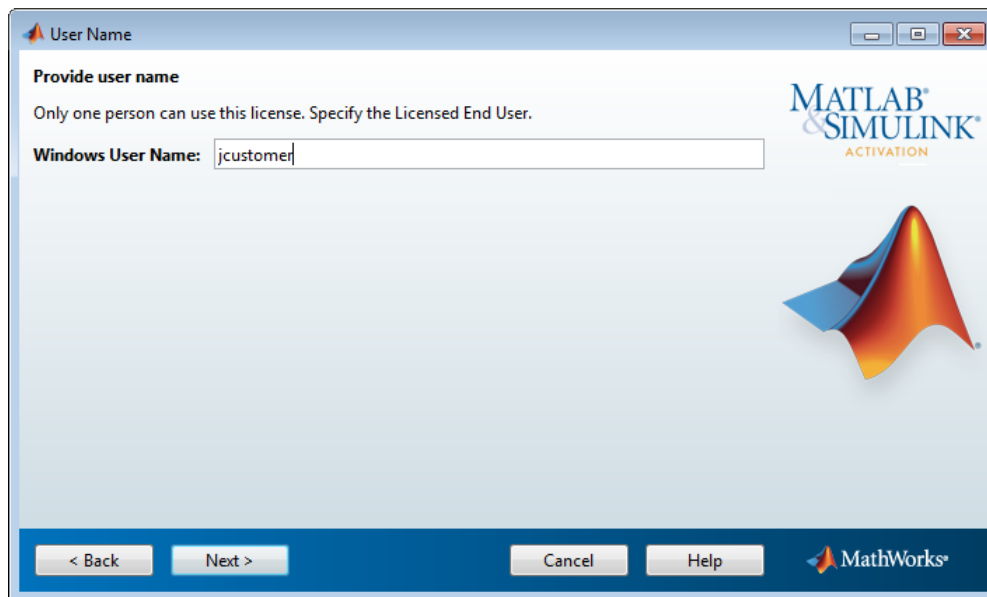 User Name
Provide user name
Only one person can use this license. Specify the Licensed End User.
Windows User Name: jcustomer
MATLAB®
&SIMULINK®
ACTIVATION
®
< Back Next > Cancel Help MathWorks®